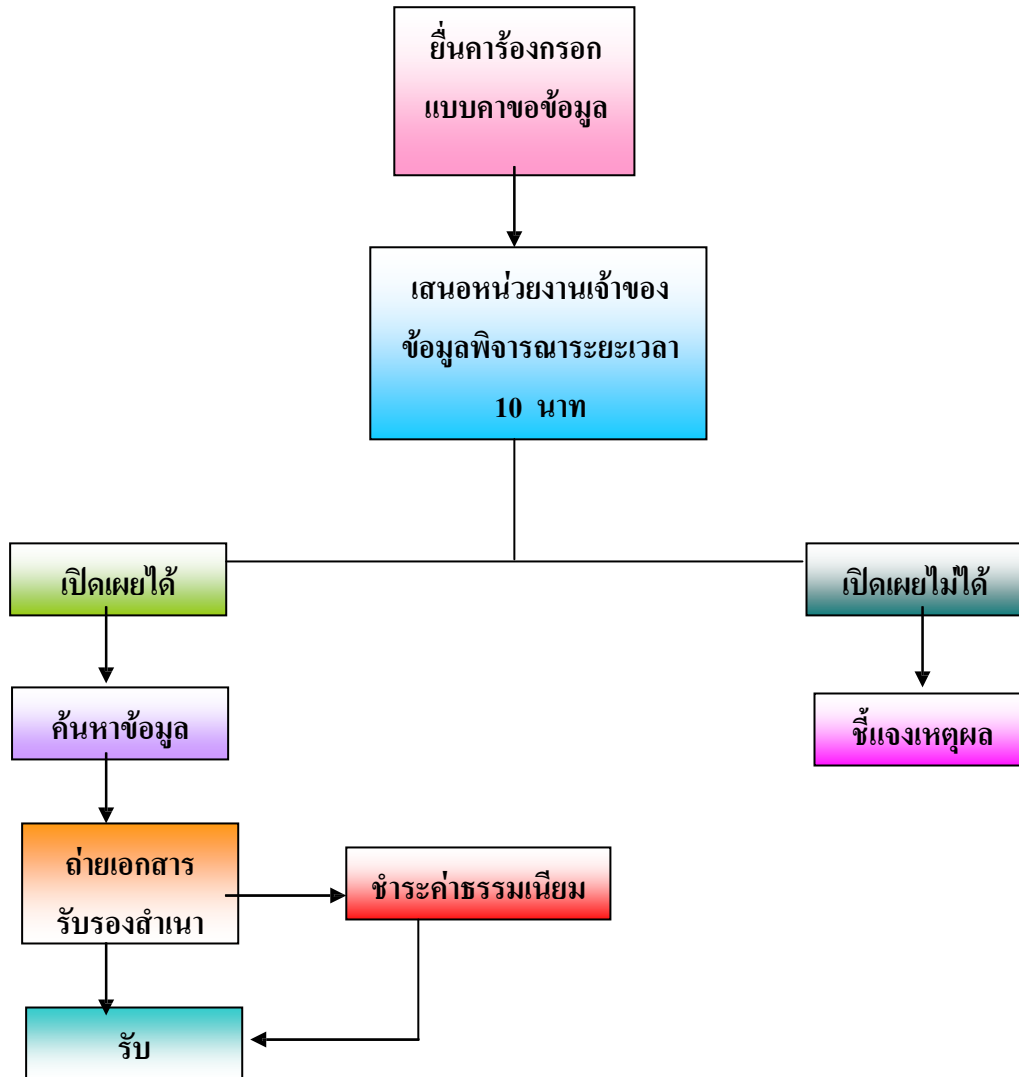 ยื่นคาร้องกรอก
แบบคาขอข้อมูล
เสนอหน่วยงานเจ้าของ
ข้อมูลพิจารณาระยะเวลา
10 นาท
เปิดเผยได้
เปิดเผยไม่ได้
ค้นหาข้อมูล
ชี้แจงเหตุผล
ถ่ายเอกสาร
รับรองสำเนา
ชำระค่าธรรมเนียม
รับ